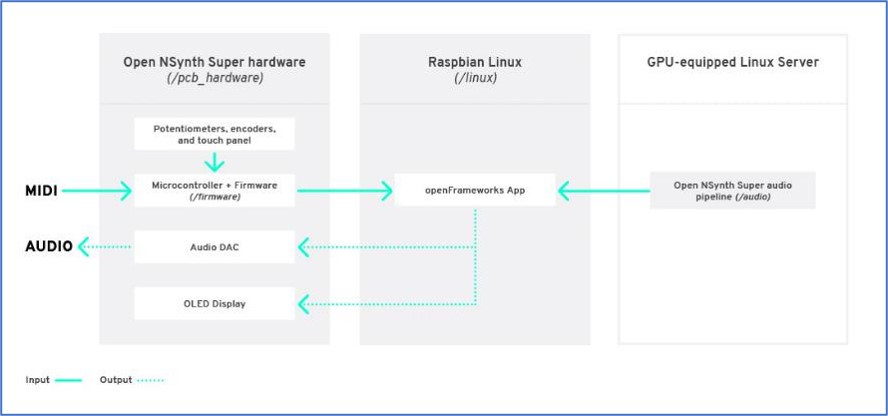 Open NSynth Super hardware
(/pcb_hardware)
Raspbian Linux
(/linux)
GPU-equipped Linux Server
Potentiometers, encoders,
and touch panel
MIDI
Microcontroller + Firmware
(/firmware)
openFrameworks App
Open NSynth Super audio
pipeline (/audio)
AUDIO
Audio DAC
OLED Display
Input
Output